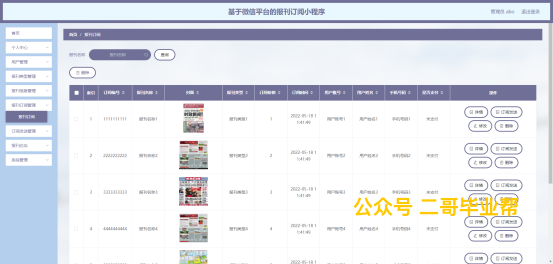 基于微信平台的报刊订阅小程序
管理员 abo 退出登录
首页
个人中心
用户管理
报刊类型管理
报刊信息管理
报刊订阅管理
报刊订阅
订阅发送管理
系统管理
首页 / 报刊订阅
报刊名称 报刊名称 查询
删除
索引 订阅编号 报刊名称 封面 报刊类型 订阅价格 订阅时间 用户账号 用户姓名 手机号码 是否支付 操作
1 1111111111 报刊名称1 报刊类型1 1 2022-05-18 1 1:41:49 用户账号1 用户姓名1 手机号码1 未支付 详情 订阅发送 修改 删除
2 2222222222 报刊名称2 报刊类型2 2 2022-05-18 1 1:41:49 用户账号2 用户姓名2 手机号码2 未支付 详情 订阅发送 修改 删除
3 3333333333 报刊名称3 报刊类型3 3 2022-05-18 1 1:41:49 用户账号3 用户姓名3 手机号码3 未支付 详情 订阅发送 修改 删除
4 4444444444 报刊名称4 报刊类型4 4 2022-05-18 1 1:41:49 用户账号4 用户姓名4 手机号码4 未支付 详情 订阅发送 修改 删除
详情 订阅发送
公众号 二哥毕业帮